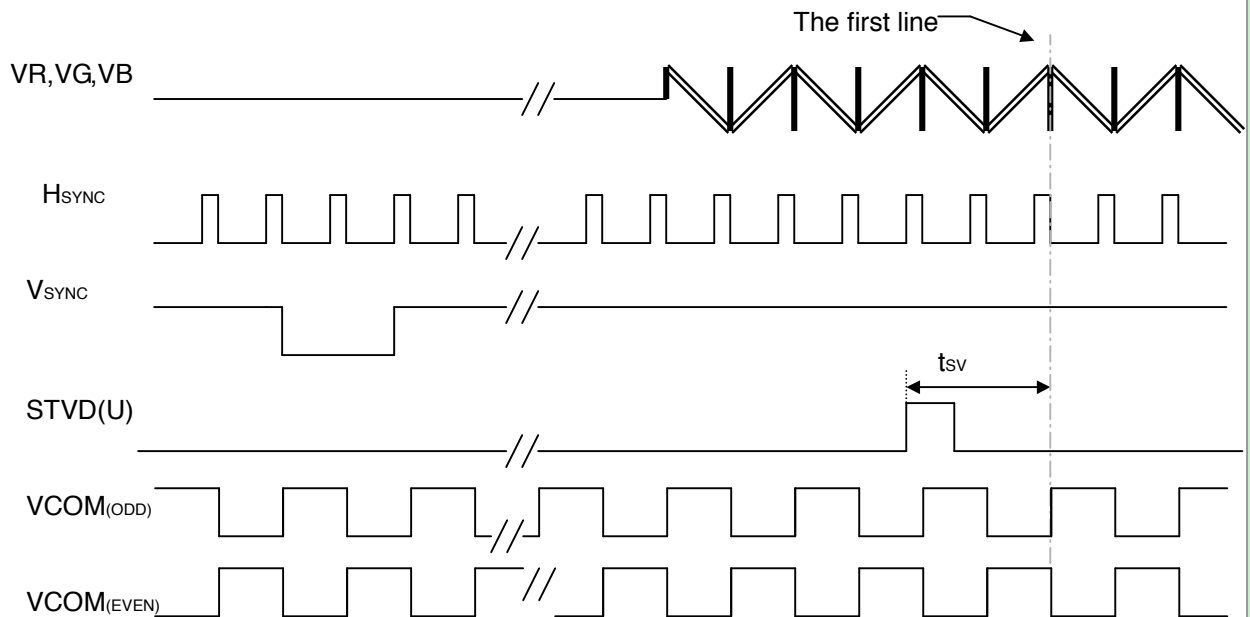 The first line
VR,VG,VB
HSYNC
VSYNC
tSV
STVD(U)
VCOM(ODD)
VCOM(EVEN)